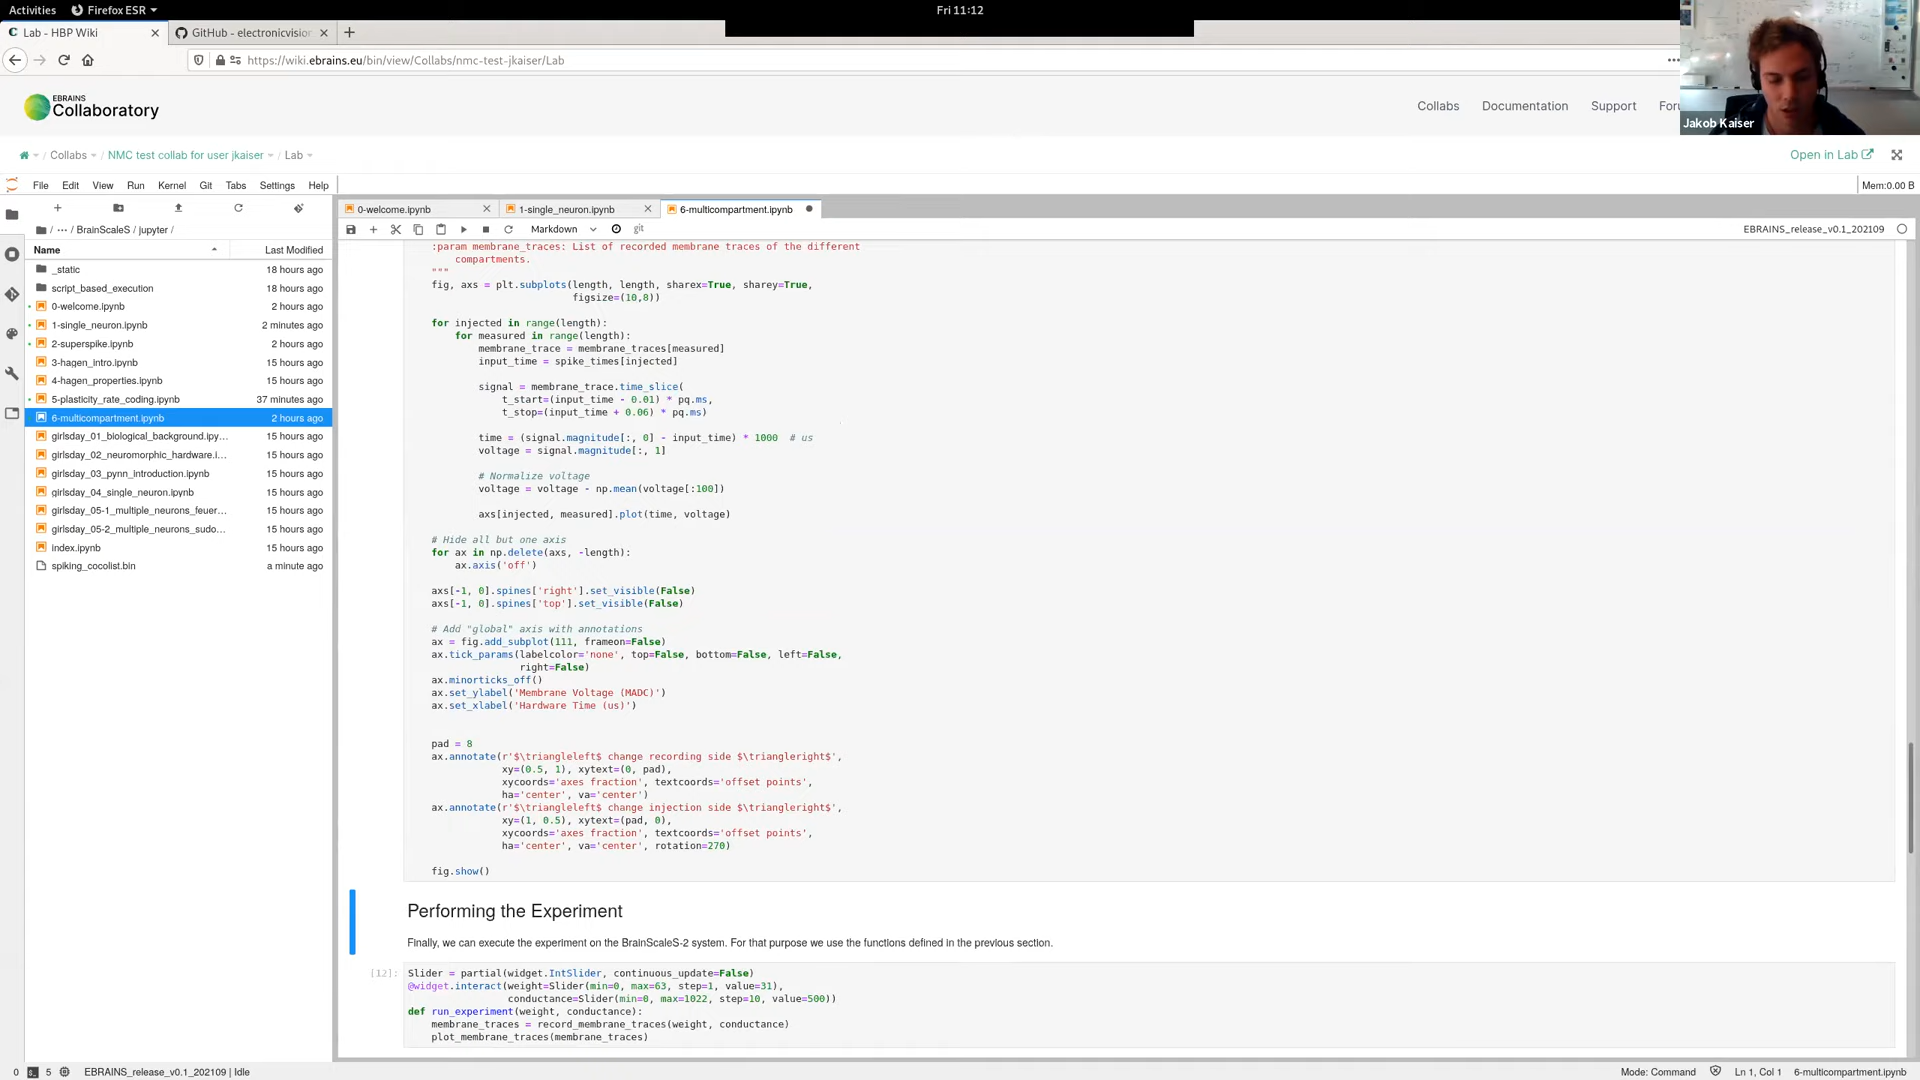 Activities
Firefox ESR
Fri 11:12
Lab - HBP Wiki
GitHub - electronicvision
https://wiki.ebrains.eu/bin/view/Collabs/nmc-test-jkaiser/Lab
EBRAINS
Collaboratory
Collabs
Documentation
Support
Jakob Kaiser
/ Collabs / NMC test collab for user jkaiser / Lab
Open in Lab
File Edit View Run Kernel Git Tabs Settings Help
Mem:0.00 B
0-welcome.ipynb
1-single_neuron.ipynb
6-multicompartment.ipynb
Markdown
git
EBRAINS_release_v0.1_202109
/ ··· / BrainScaleS / jupyter /
Name Last Modified
_static 18 hours ago
script_based_execution 18 hours ago
0-welcome.ipynb 2 hours ago
1-single_neuron.ipynb 2 minutes ago
2-superspike.ipynb 2 hours ago
3-hagen_intro.ipynb 15 hours ago
4-hagen_properties.ipynb 15 hours ago
5-plasticity_rate_coding.ipynb 37 minutes ago
6-multicompartment.ipynb 2 hours ago
girlsday_01_biological_background.ipy... 15 hours ago
girlsday_02_neuromorphic_hardware.i... 15 hours ago
girlsday_03_pynn_introduction.ipynb 15 hours ago
girlsday_04_single_neuron.ipynb 15 hours ago
girlsday_05-1_multiple_neurons_feuer... 15 hours ago
girlsday_05-2_multiple_neurons_sudo... 15 hours ago
index.ipynb 15 hours ago
spiking_cocolist.bin a minute ago
:param membrane_traces: List of recorded membrane traces of the different
compartments.
"""
fig, axs = plt.subplots(length, length, sharex=True, sharey=True,
figsize=(10,8))
for injected in range(length):
for measured in range(length):
membrane_trace = membrane_traces[measured]
input_time = spike_times[injected]
signal = membrane_trace.time_slice(
t_start=(input_time - 0.01) * pq.ms,
t_stop=(input_time + 0.06) * pq.ms)
time = (signal.magnitude[:, 0] - input_time) * 1000  # us
voltage = signal.magnitude[:, 1]
# Normalize voltage
voltage = voltage - np.mean(voltage[:100])
axs[injected, measured].plot(time, voltage)
# Hide all but one axis
for ax in np.delete(axs, -length):
ax.axis('off')
axs[-1, 0].spines['right'].set_visible(False)
axs[-1, 0].spines['top'].set_visible(False)
# Add "global" axis with annotations
ax = fig.add_subplot(111, frameon=False)
ax.tick_params(labelcolor='none', top=False, bottom=False, left=False,
right=False)
ax.minorticks_off()
ax.set_ylabel('Membrane Voltage (MADC)')
ax.set_xlabel('Hardware Time (us)')
pad = 8
ax.annotate(r'$\triangleleft$ change recording side $\triangleright$',
xy=(0.5, 1), xytext=(0, pad),
xycoords='axes fraction', textcoords='offset points',
ha='center', va='center')
ax.annotate(r'$\triangleleft$ change injection side $\triangleright$',
xy=(1, 0.5), xytext=(pad, 0),
xycoords='axes fraction', textcoords='offset points',
ha='center', va='center', rotation=270)
fig.show()
Performing the Experiment
Finally, we can execute the experiment on the BrainScaleS-2 system. For that purpose we use the functions defined in the previous section.
[12]: Slider = partial(widget.IntSlider, continuous_update=False)
@widget.interact(weight=Slider(min=0, max=63, step=1, value=31),
conductance=Slider(min=0, max=1022, step=10, value=500))
def run_experiment(weight, conductance):
membrane_traces = record_membrane_traces(weight, conductance)
plot_membrane_traces(membrane_traces)
0 5 EBRAINS_release_v0.1_202109 | Idle
Mode: Command Ln 1, Col 1 6-multicompartment.ipynb